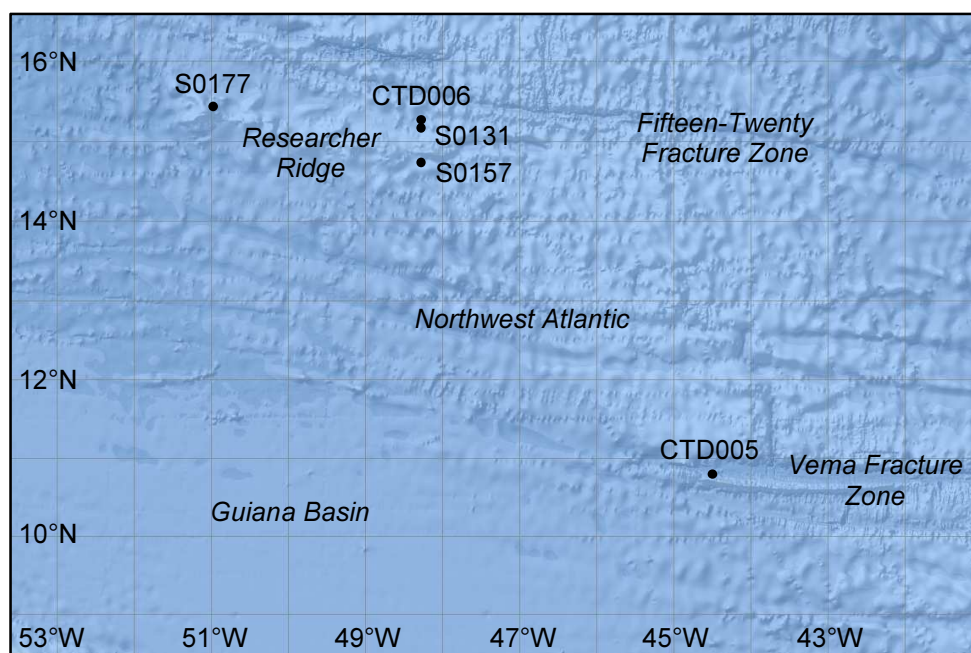 16°N
S0177
CTD006
S0131
Fifteen-Twenty
Fracture Zone
Researcher
Ridge
S0157
14°N
Northwest Atlantic
12°N
CTD005
Vema Fracture
Zone
Guiana Basin
10°N
53°W 51°W 49°W 47°W 45°W 43°W